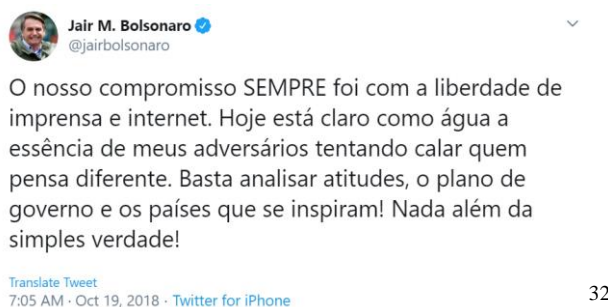 Jair M. Bolsonaro
@jairbolsonaro
O nosso compromisso SEMPRE foi com a liberdade de
imprensa e internet. Hoje está claro como água a
essência de meus adversários tentando calar quem
pensa diferente. Basta analisar atitudes, o plano de
governo e os países que se inspiram! Nada além da
simples verdade!
Translate Tweet
7:05 AM · Oct 19, 2018 · Twitter for iPhone
32